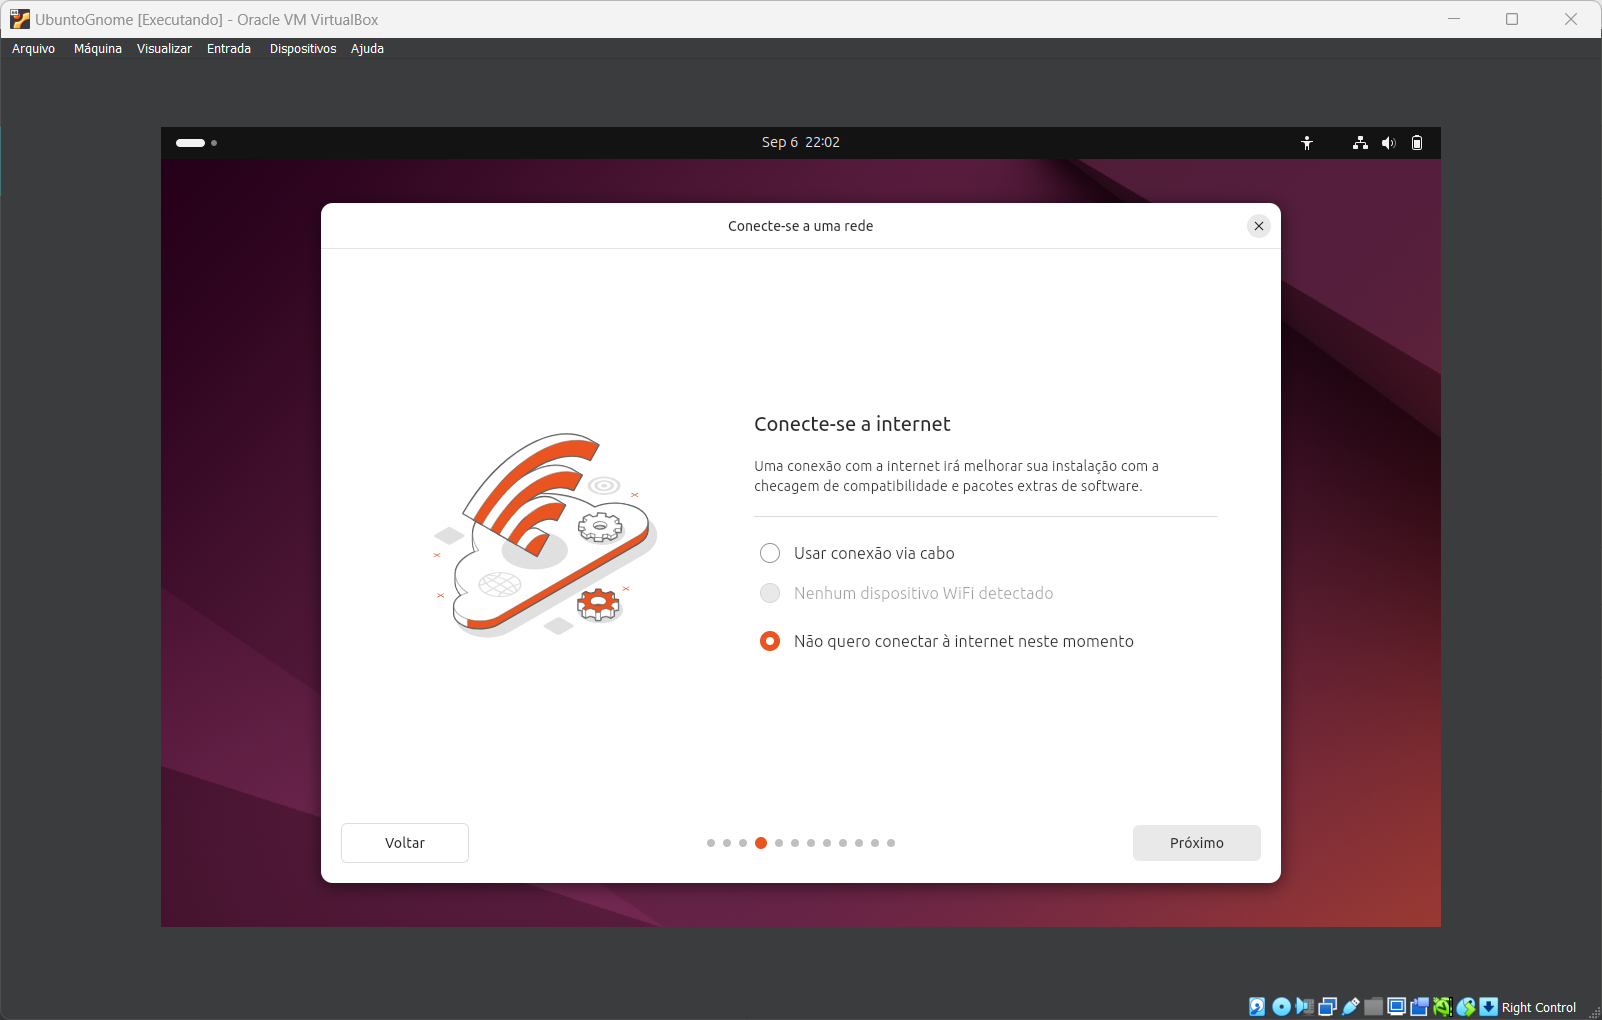 UbuntoGnome [Executando] - Oracle VM VirtualBox
Arquivo Máquina Visualizar Entrada Dispositivos Ajuda
Sep 6 22:02
Conecte-se a uma rede
Conecte-se a internet
Uma conexão com a internet irá melhorar sua instalação com a
checagem de compatibilidade e pacotes extras de software.
Usar conexão via cabo
Nenhum dispositivo WiFi detectado
Não quero conectar à internet neste momento
Voltar
Próximo
Right Control